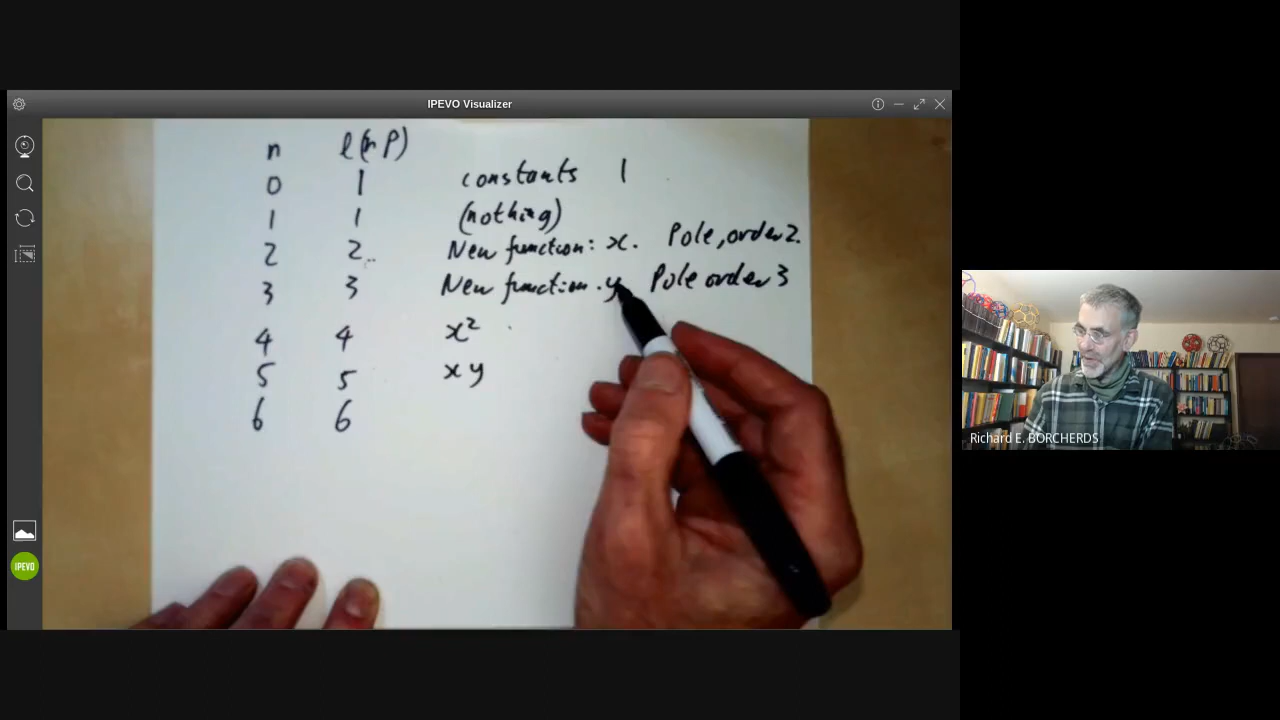 IPEVO Visualizer
n l(nP)
0 1 constants 1
1 1 (nothing)
2 2 New function: x. Pole, order 2.
3 3 New function. y Pole order 3
4 4 x²
5 5 xy
6 6
IPEVO
Richard E. BORCHERDS